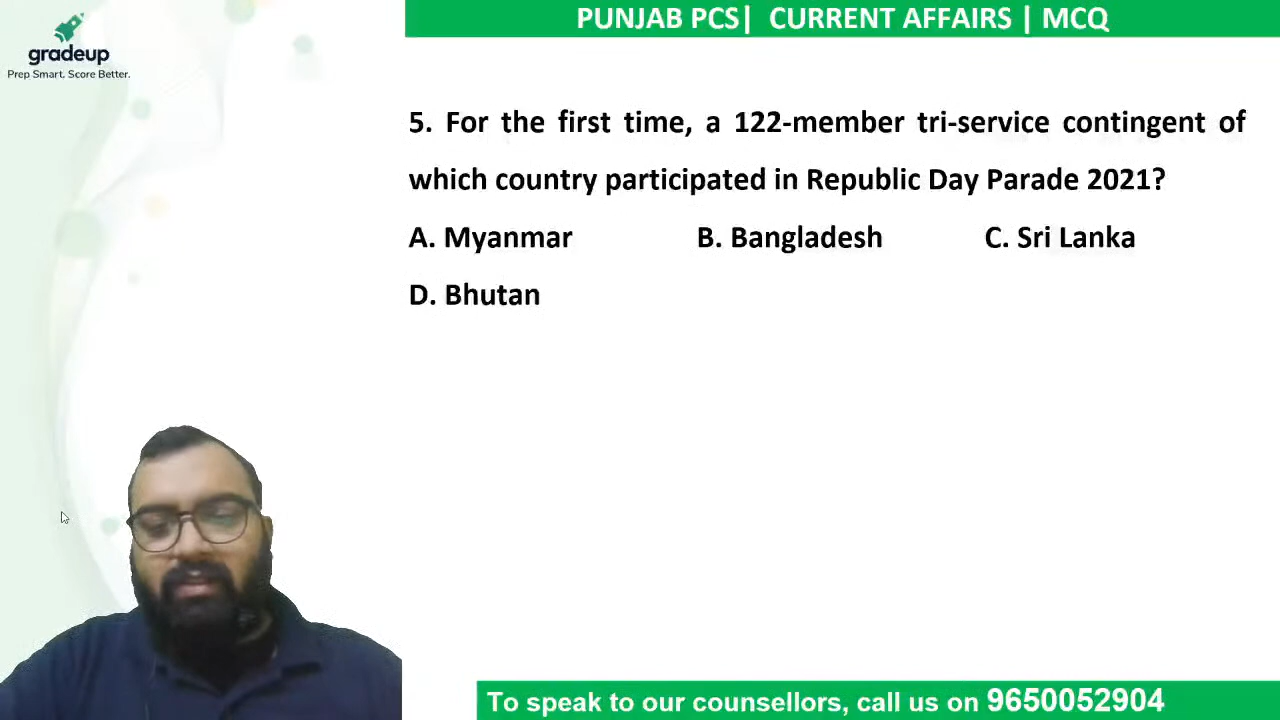 PUNJAB PCS| CURRENT AFFAIRS | MCQ
gradeup
Prep Smart. Score Better.
5. For the first time, a 122-member tri-service contingent of
which country participated in Republic Day Parade 2021?
A. Myanmar B. Bangladesh C. Sri Lanka
D. Bhutan
To speak to our counsellors, call us on 9650052904